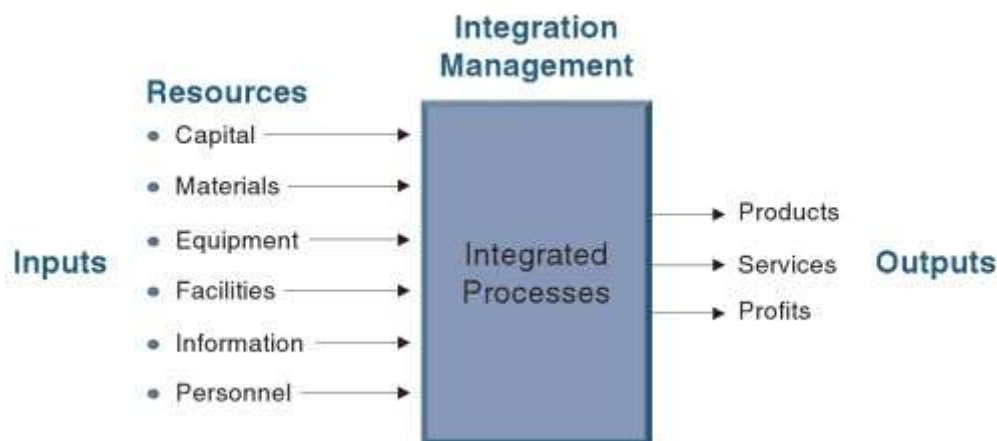 Integration
Management
Resources
Capital
Materials
Equipment
Facilities
Information
Personnel
Inputs
Integrated
Processes
Products
Services
Profits
Outputs